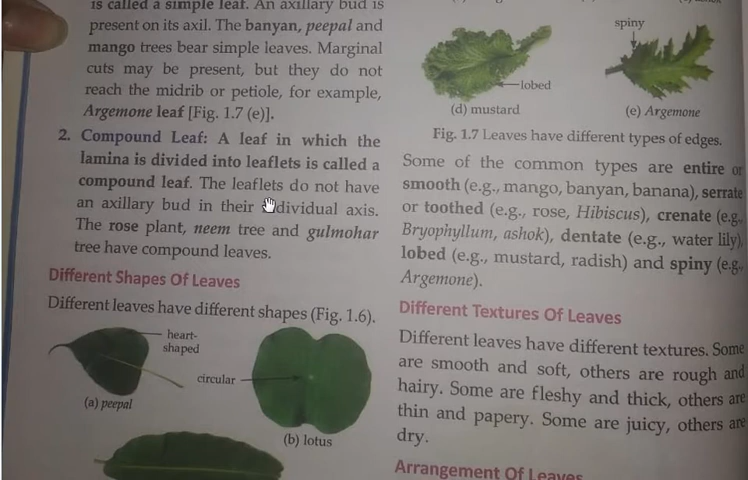 is called a simple leaf. An axillary bud is
present on its axil. The banyan, peepal and
mango trees bear simple leaves. Marginal
cuts may be present, but they do not
reach the midrib or petiole, for example,
Argemone leaf [Fig. 1.7 (e)].
2. Compound Leaf: A leaf in which the
lamina is divided into leaflets is called a
compound leaf. The leaflets do not have
an axillary bud in their individual axis.
The rose plant, neem tree and gulmohar
tree have compound leaves.
Different Shapes Of Leaves
Different leaves have different shapes (Fig. 1.6).
heart-
shaped
(a) peepal
circular
(b) lotus
spiny
lobed
(d) mustard
(e) Argemone
Fig. 1.7 Leaves have different types of edges.
Some of the common types are entire or
smooth (e.g., mango, banyan, banana), serrate
or toothed (e.g., rose, Hibiscus), crenate (e.g.,
Bryophyllum, ashok), dentate (e.g., water lily),
lobed (e.g., mustard, radish) and spiny (e.g.,
Argemone).
Different Textures Of Leaves
Different leaves have different textures. Some
are smooth and soft, others are rough and
hairy. Some are fleshy and thick, others are
thin and papery. Some are juicy, others are
dry.
Arrangement Of Leaves